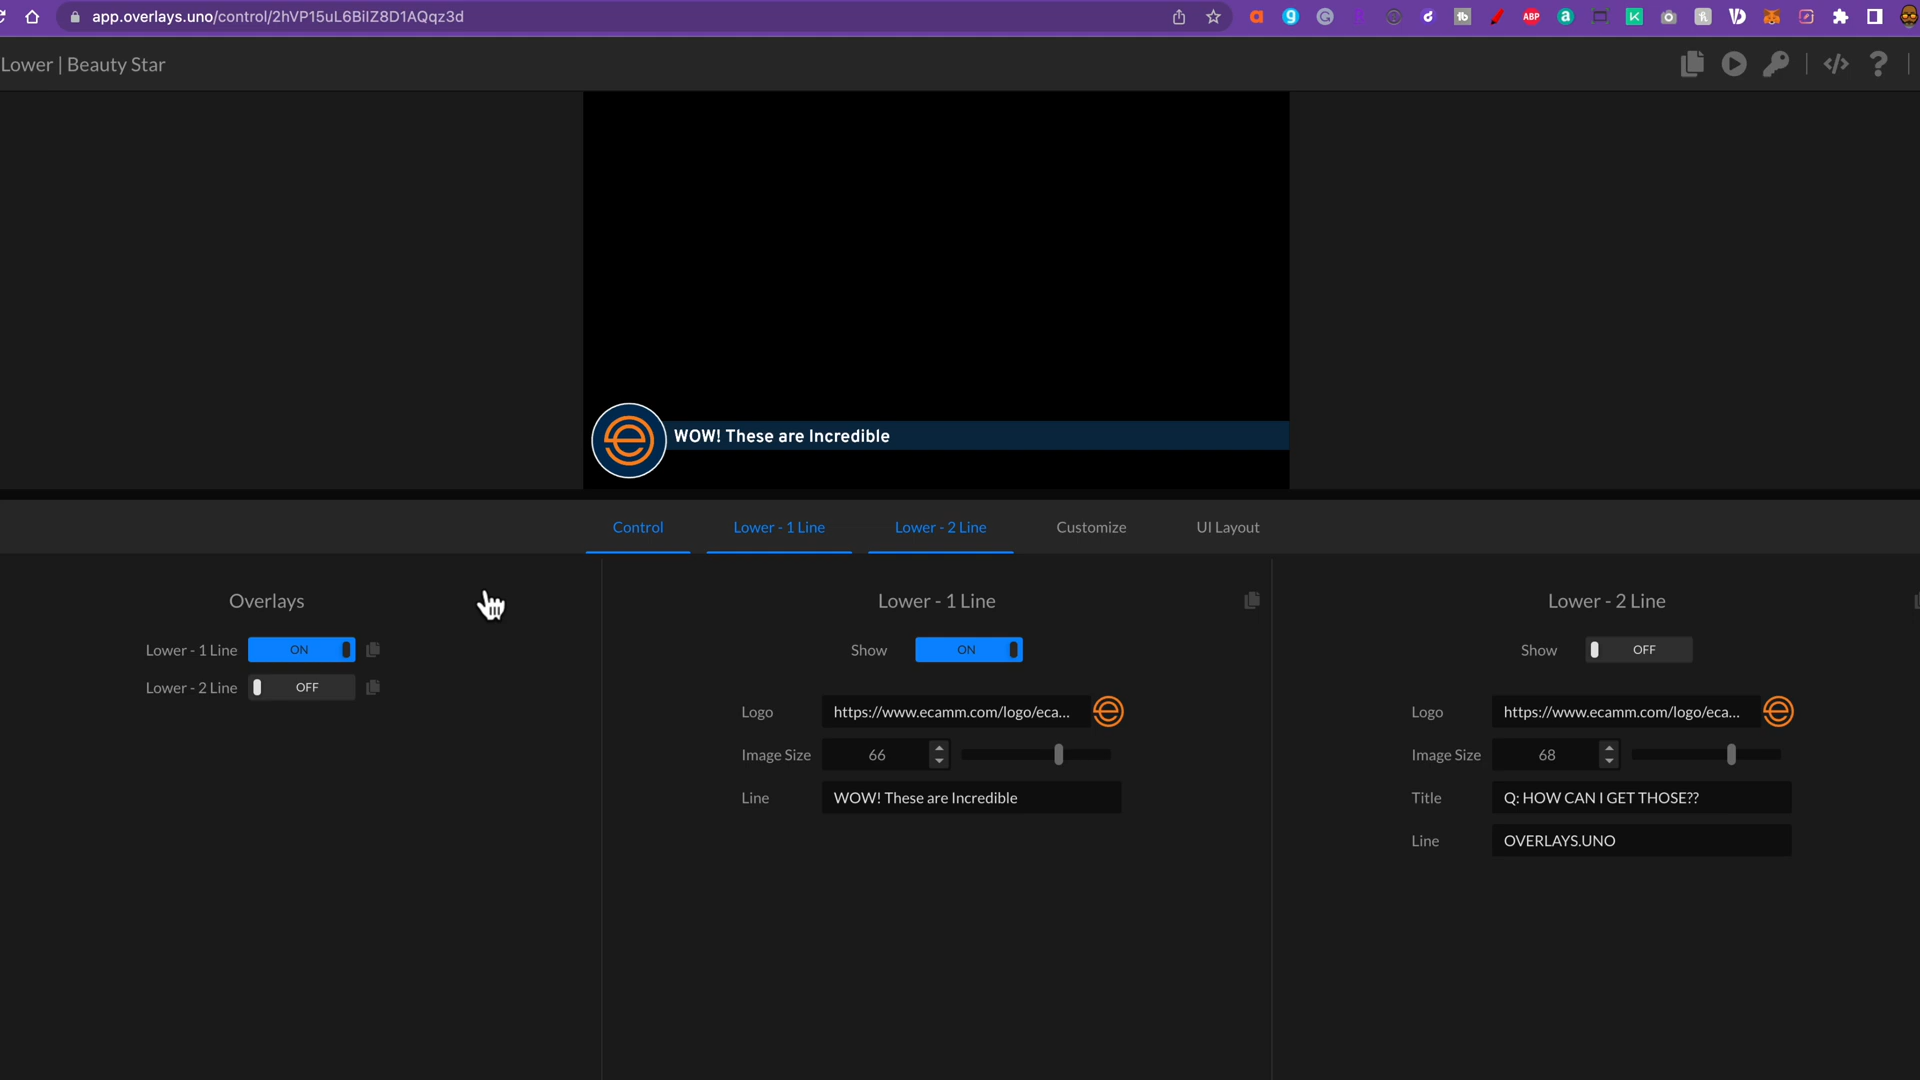 app.overlays.uno/control/2hVP15uL6BiIZ8D1AQqz3d
ABP
Lower | Beauty Star
WOW! These are Incredible
Control
Lower - 1 Line
Lower - 2 Line
Customize
UI Layout
Overlays
Lower - 1 Line ON
Lower - 2 Line OFF
Lower - 1 Line
Show ON
Logo https://www.ecamm.com/logo/eca...
Image Size 66
Line WOW! These are Incredible
Lower - 2 Line
Show OFF
Logo https://www.ecamm.com/logo/eca...
Image Size 68
Title Q: HOW CAN I GET THOSE??
Line OVERLAYS.UNO